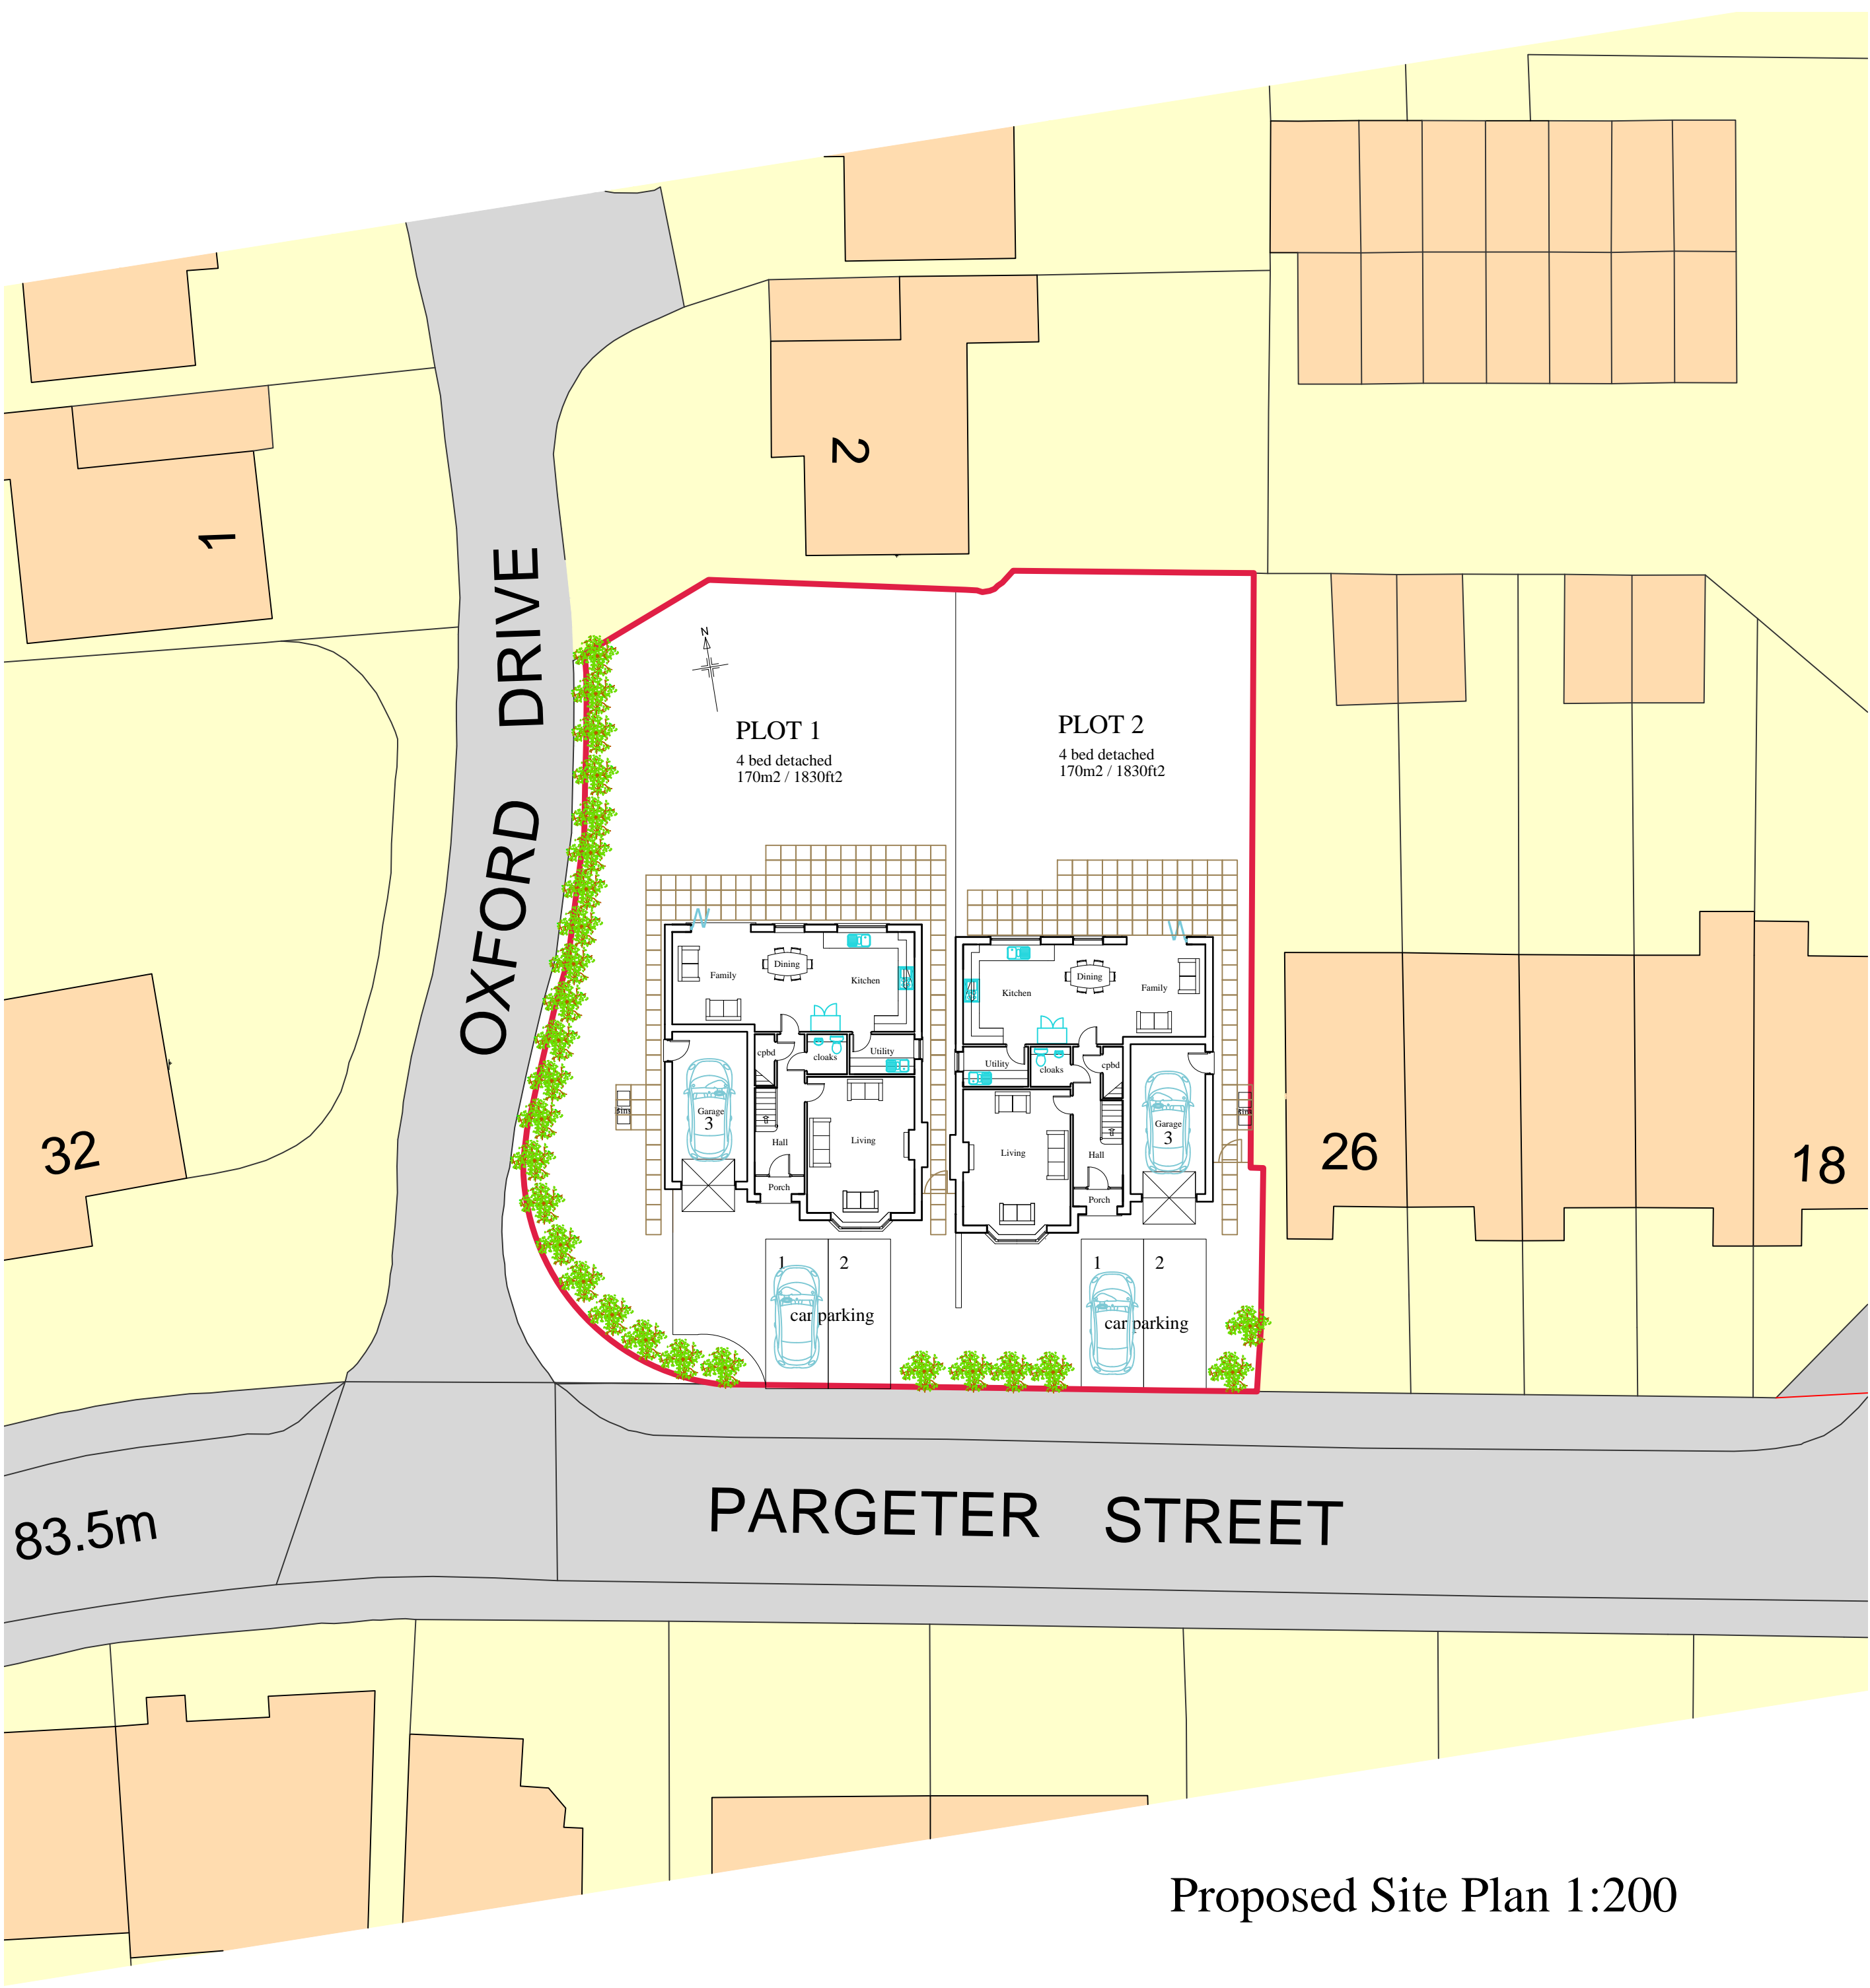 2
1
OXFORD DRIVE
N
PLOT 1
4 bed detached
170m2 / 1830ft2
PLOT 2
4 bed detached
170m2 / 1830ft2
Family
Dining
Kitchen
cpbd
cloaks
Utility
Garage
3
Hall
Living
Porch
Bins
1
2
car parking
Kitchen
Dining
Family
Utility
cloaks
cpbd
Garage
3
Living
Hall
Porch
Bins
1
2
car parking
32
26
18
PARGETER STREET
83.5m
Proposed Site Plan 1:200